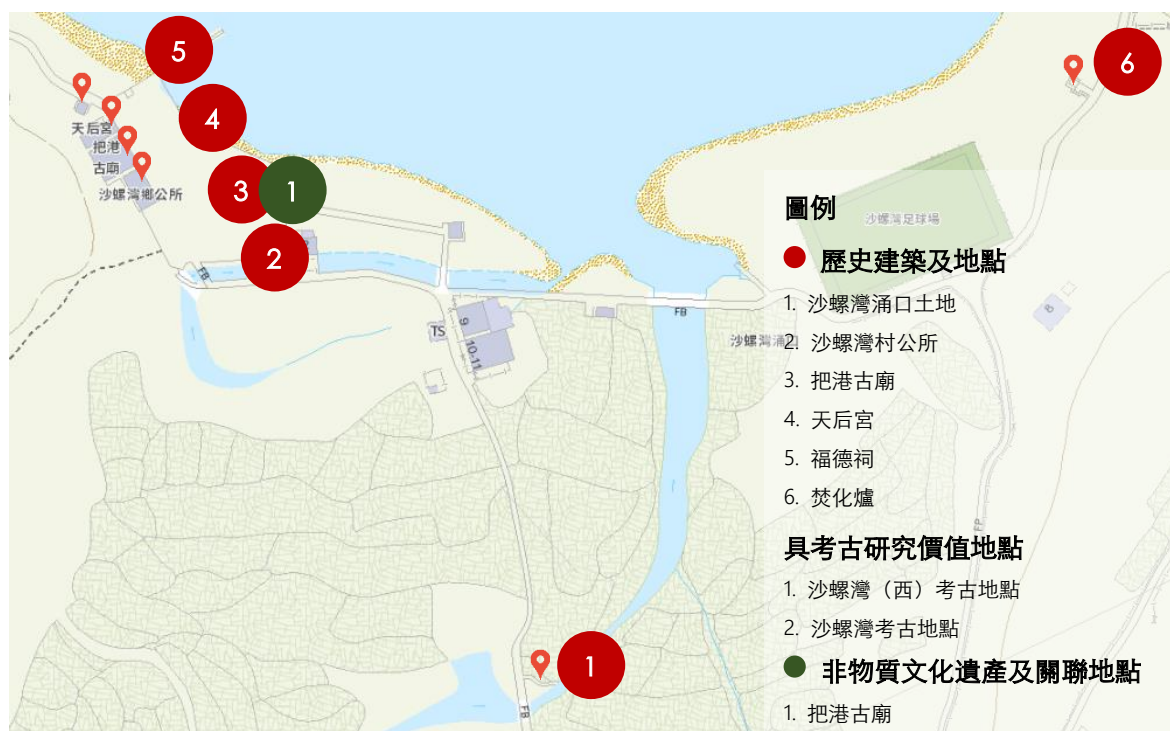 5
6
4
天后宮
把港
古廟
沙螺灣鄉公所
3
1
2
FB
沙螺灣足球場
FB
TS
9
10-11
沙螺灣涌口
8
FP
1
FB
圖例
歷史建築及地點
1. 沙螺灣涌口土地
2. 沙螺灣村公所
3. 把港古廟
4. 天后宮
5. 福德祠
6. 焚化爐
具考古研究價值地點
1. 沙螺灣（西）考古地點
2. 沙螺灣考古地點
非物質文化遺產及關聯地點
1. 把港古廟